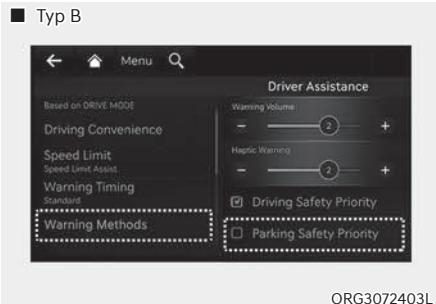 Typ B
Menu
Driver Assistance
Based on DRIVE MODE
Driving Convenience
Speed Limit
Speed Limit Assist
Warning Timing
Standard
Warning Methods
Warning Volume
- 2 +
Haptic Warning
- 2 +
Driving Safety Priority
Parking Safety Priority
ORG3072403L